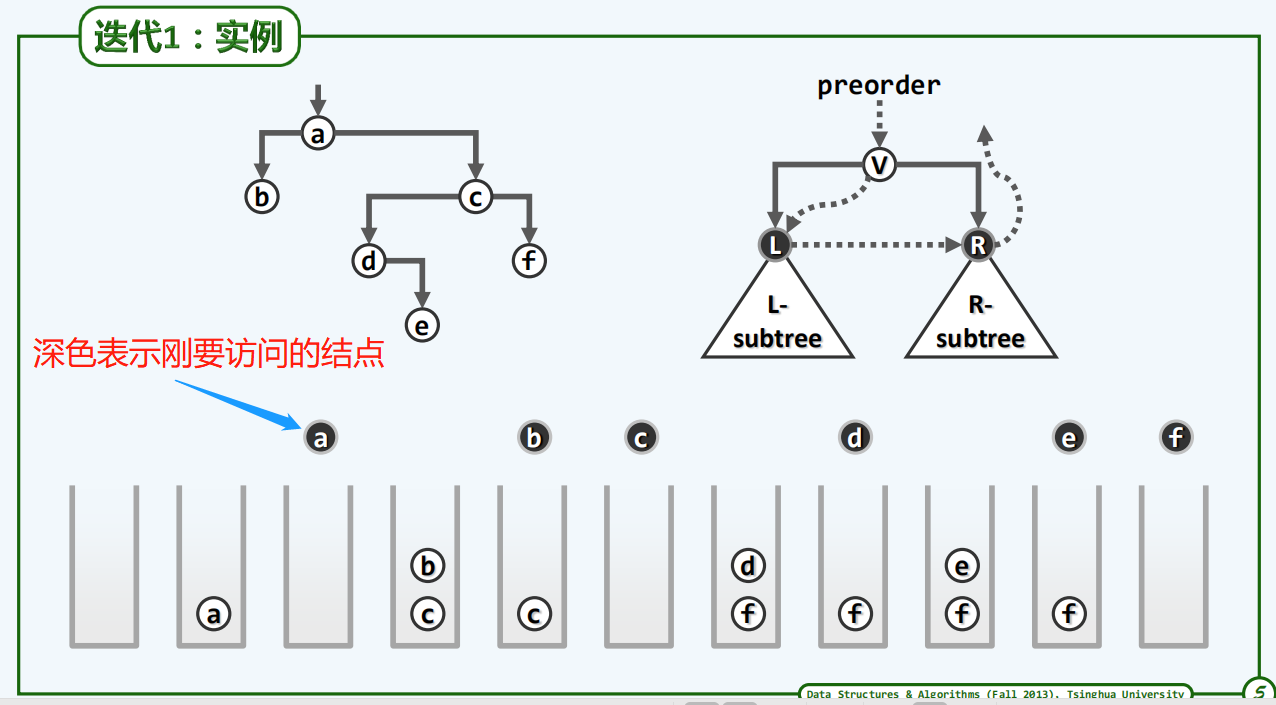 迭代1：实例
preorder
a
V
b
c
L
R
d
f
L-
subtree
R-
subtree
e
深色表示刚要访问的结点
a
b
c
d
e
f
b
d
e
a
c
c
f
f
f
f
Data Structures & Algorithms (Fall 2013), Tsinghua University
5